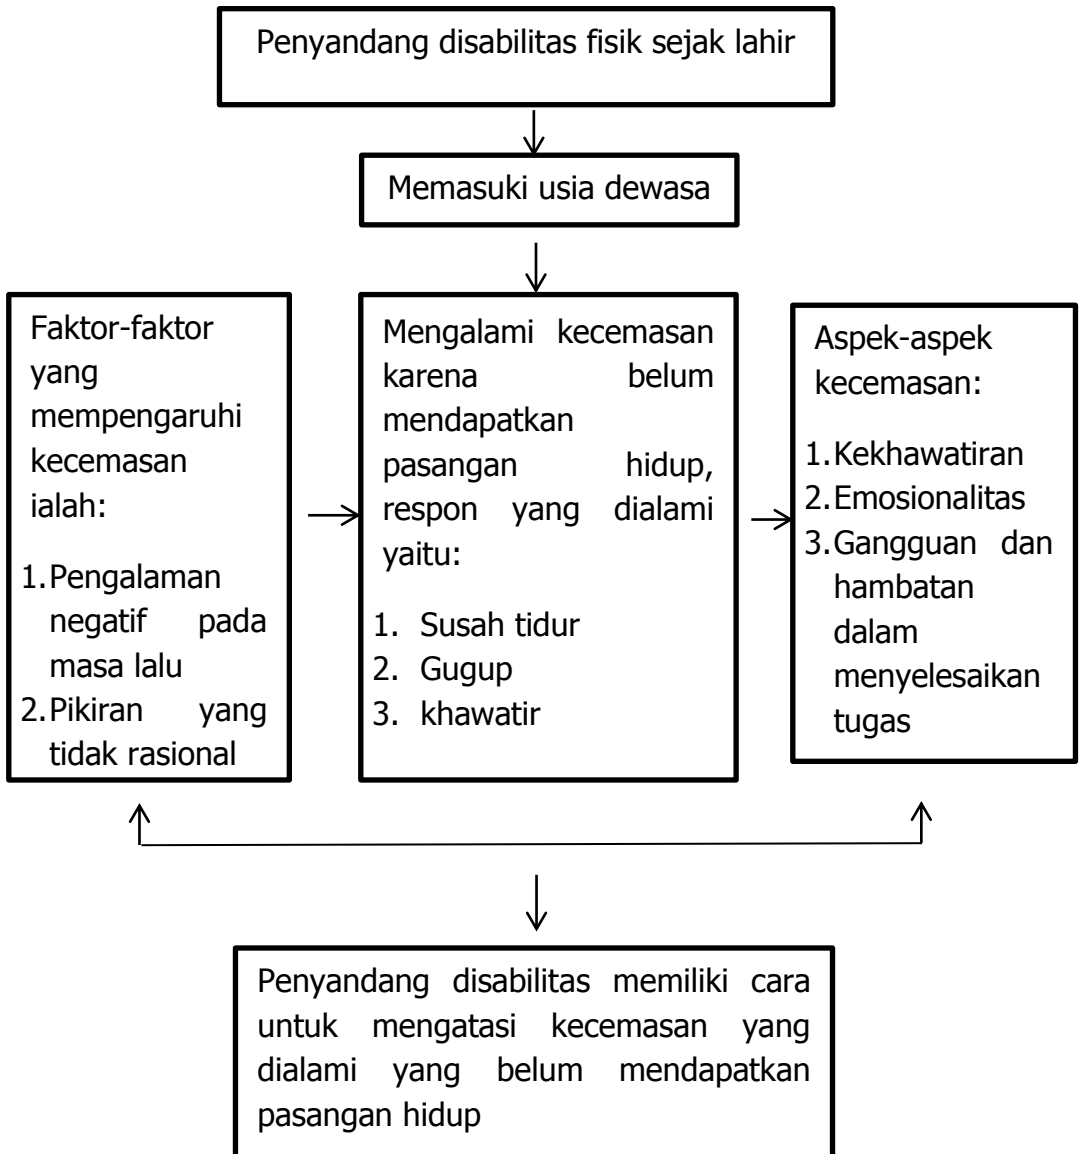 Penyandang disabilitas fisik sejak lahir
Memasuki usia dewasa
Faktor-faktor
yang
mempengaruhi
kecemasan
ialah:
1.Pengalaman
negatif pada
masa lalu
2.Pikiran yang
tidak rasional
Mengalami kecemasan
karena belum
mendapatkan
pasangan hidup,
respon yang dialami
yaitu:
1. Susah tidur
2. Gugup
3. khawatir
Aspek-aspek
kecemasan:
1.Kekhawatiran
2.Emosionalitas
3.Gangguan dan
hambatan
dalam
menyelesaikan
tugas
Penyandang disabilitas memiliki cara
untuk mengatasi kecemasan yang
dialami yang belum mendapatkan
pasangan hidup